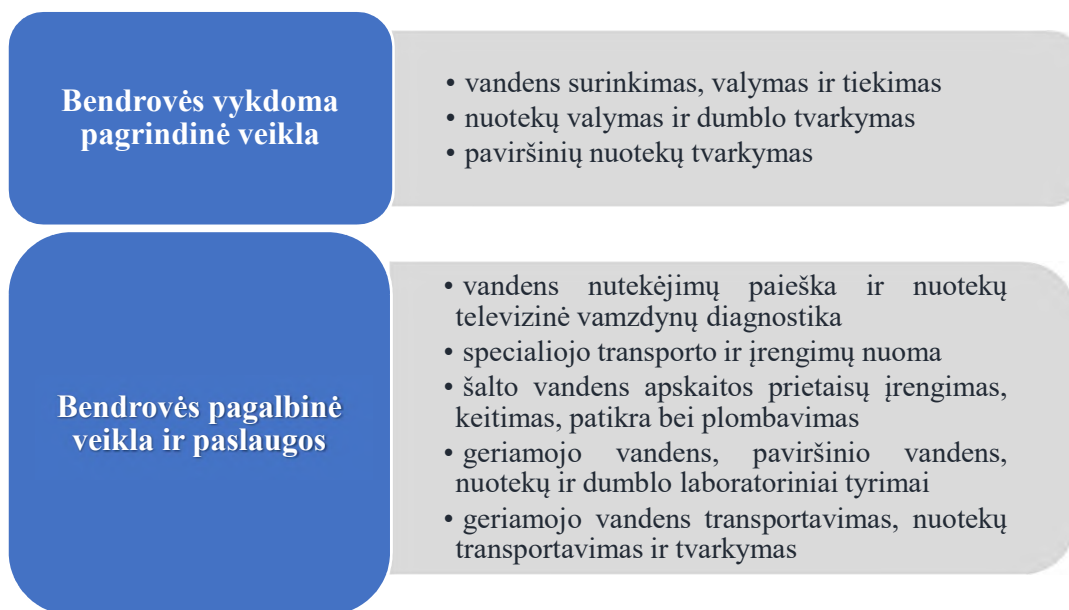 Bendrovės vykdoma
pagrindinė veikla
• vandens surinkimas, valymas ir tiekimas
• nuotekų valymas ir dumblo tvarkymas
• paviršinių nuotekų tvarkymas
Bendrovės pagalbinė
veikla ir paslaugos
• vandens nutekėjimų paieška ir nuotekų
televizinė vamzdynų diagnostika
• specialiojo transporto ir įrengimų nuoma
• šalto vandens apskaitos prietaisų įrengimas,
keitimas, patikra bei plombavimas
• geriamojo vandens, paviršinio vandens,
nuotekų ir dumblo laboratoriniai tyrimai
• geriamojo vandens transportavimas, nuotekų
transportavimas ir tvarkymas